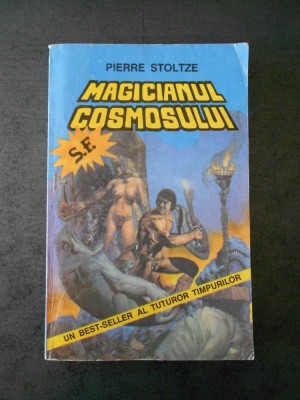 PIERRE STOLTZE
MAGICIANUL
COSMOSULUI
S.F.
UN BEST-SELLER AL TUTUROR TIMPURILOR